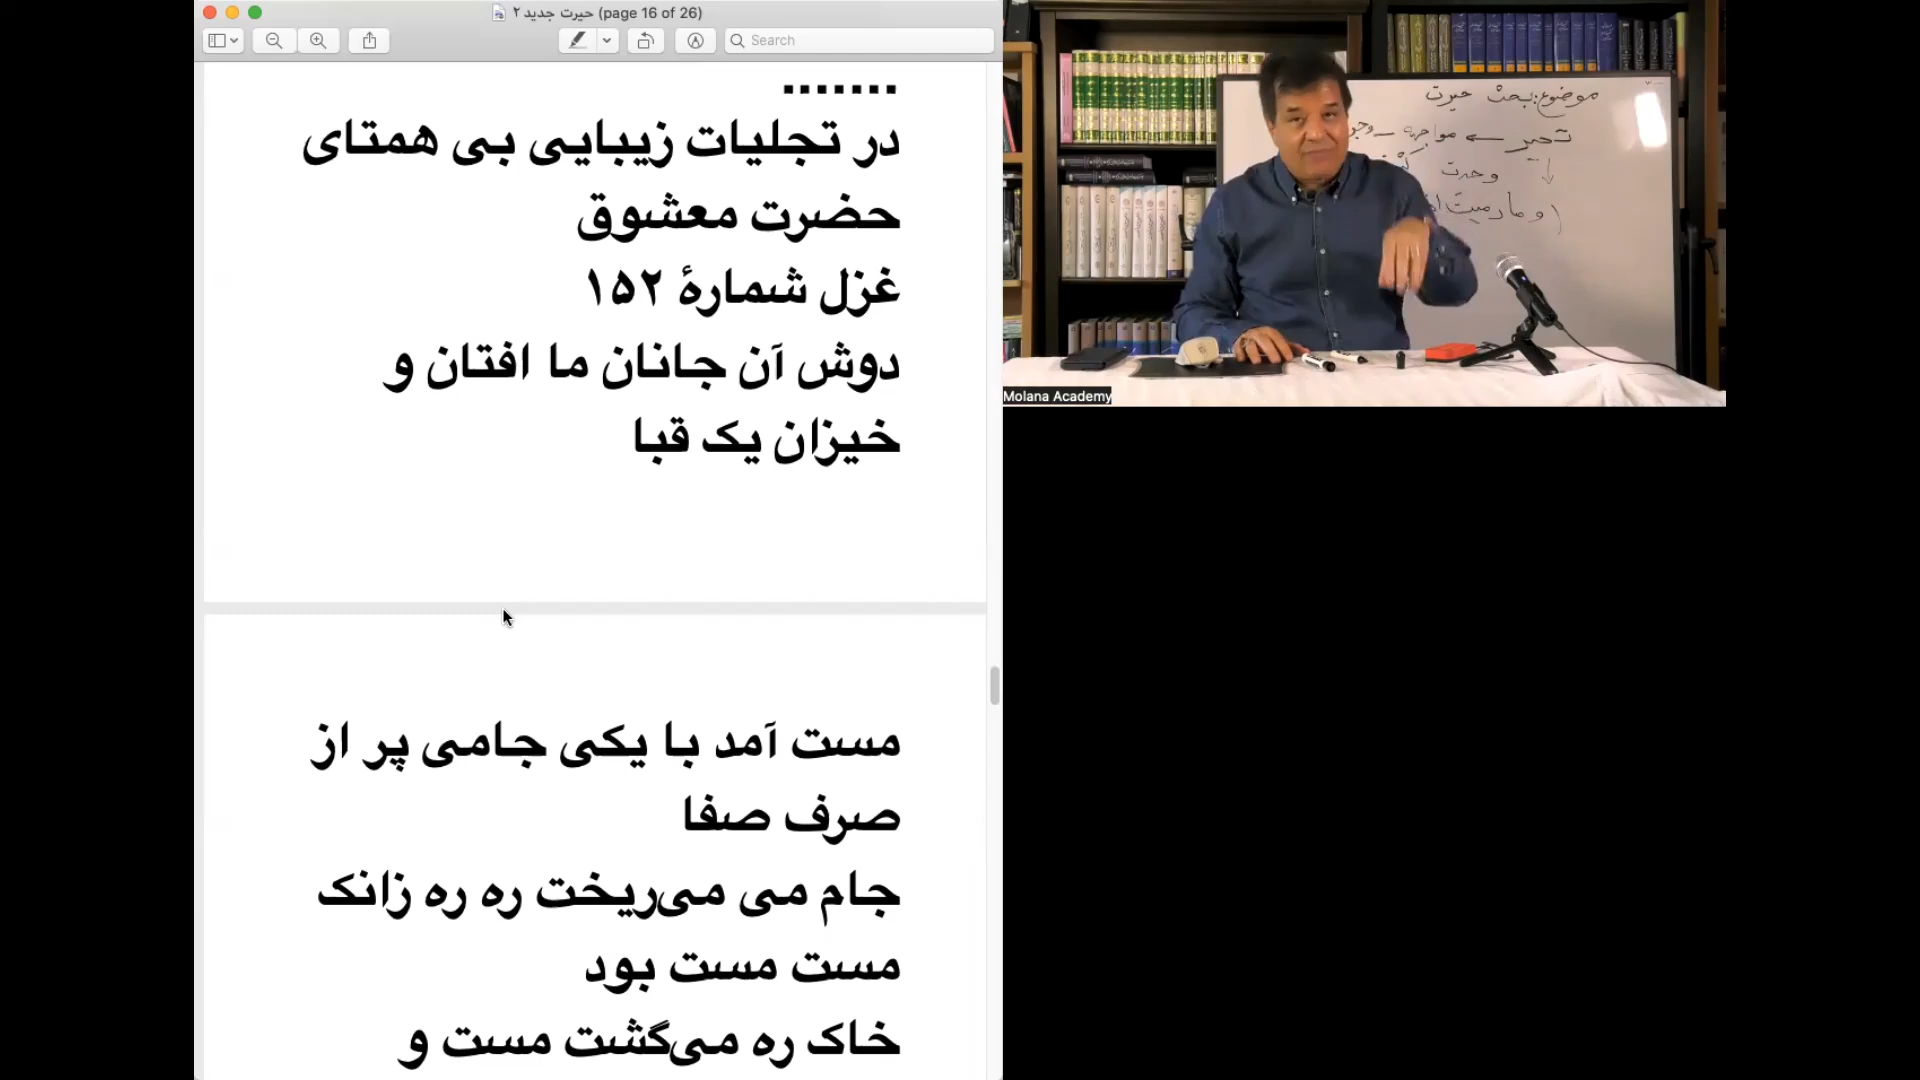 حیرت جدید ۲ (page 16 of 26)
Search
.......
در تجلیات زیبایی بی همتای
حضرت معشوق
غزل شمارهٔ ۱۵۲
دوش آن جانان ما افتان و
خیزان یک قبا
مست آمد با یکی جامی پر از
صرف صفا
جام می می‌ریخت ره ره زانک
مست مست بود
خاک ره می‌گشت مست و
موضوع: بحث حیرت
تحیر مواجهه
وحدت
Molana Academy